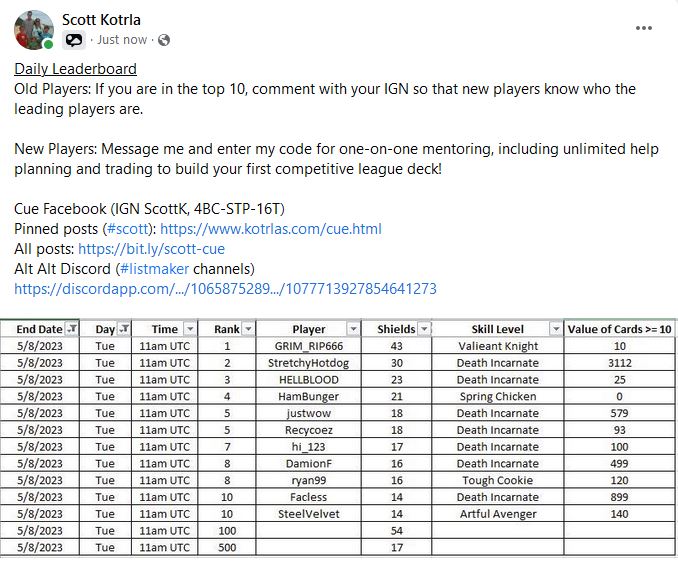 Scott Kotrla
· Just now ·
Daily Leaderboard
Old Players: If you are in the top 10, comment with your IGN so that new players know who the
leading players are.
New Players: Message me and enter my code for one-on-one mentoring, including unlimited help
planning and trading to build your first competitive league deck!
Cue Facebook (IGN ScottK, 4BC-STP-16T)
Pinned posts (#scott): https://www.kotrlas.com/cue.html
All posts: https://bit.ly/scott-cue
Alt Alt Discord (#listmaker channels)
https://discordapp.com/.../1065875289.../1077713927854641273
End Date Day Time Rank Player Shields Skill Level Value of Cards >= 10
5/8/2023 Tue 11am UTC 1 GRIM_RIP666 43 Valieant Knight 10
5/8/2023 Tue 11am UTC 2 StretchyHotdog 30 Death Incarnate 3112
5/8/2023 Tue 11am UTC 3 HELLBLOOD 23 Death Incarnate 25
5/8/2023 Tue 11am UTC 4 HamBunger 21 Spring Chicken 0
5/8/2023 Tue 11am UTC 5 justwow 18 Death Incarnate 579
5/8/2023 Tue 11am UTC 5 Recycoez 18 Death Incarnate 93
5/8/2023 Tue 11am UTC 7 hi_123 17 Death Incarnate 100
5/8/2023 Tue 11am UTC 8 DamionF 16 Death Incarnate 499
5/8/2023 Tue 11am UTC 8 ryan99 16 Tough Cookie 120
5/8/2023 Tue 11am UTC 10 Facless 14 Death Incarnate 899
5/8/2023 Tue 11am UTC 10 SteelVelvet 14 Artful Avenger 140
5/8/2023 Tue 11am UTC 100 54
5/8/2023 Tue 11am UTC 500 17